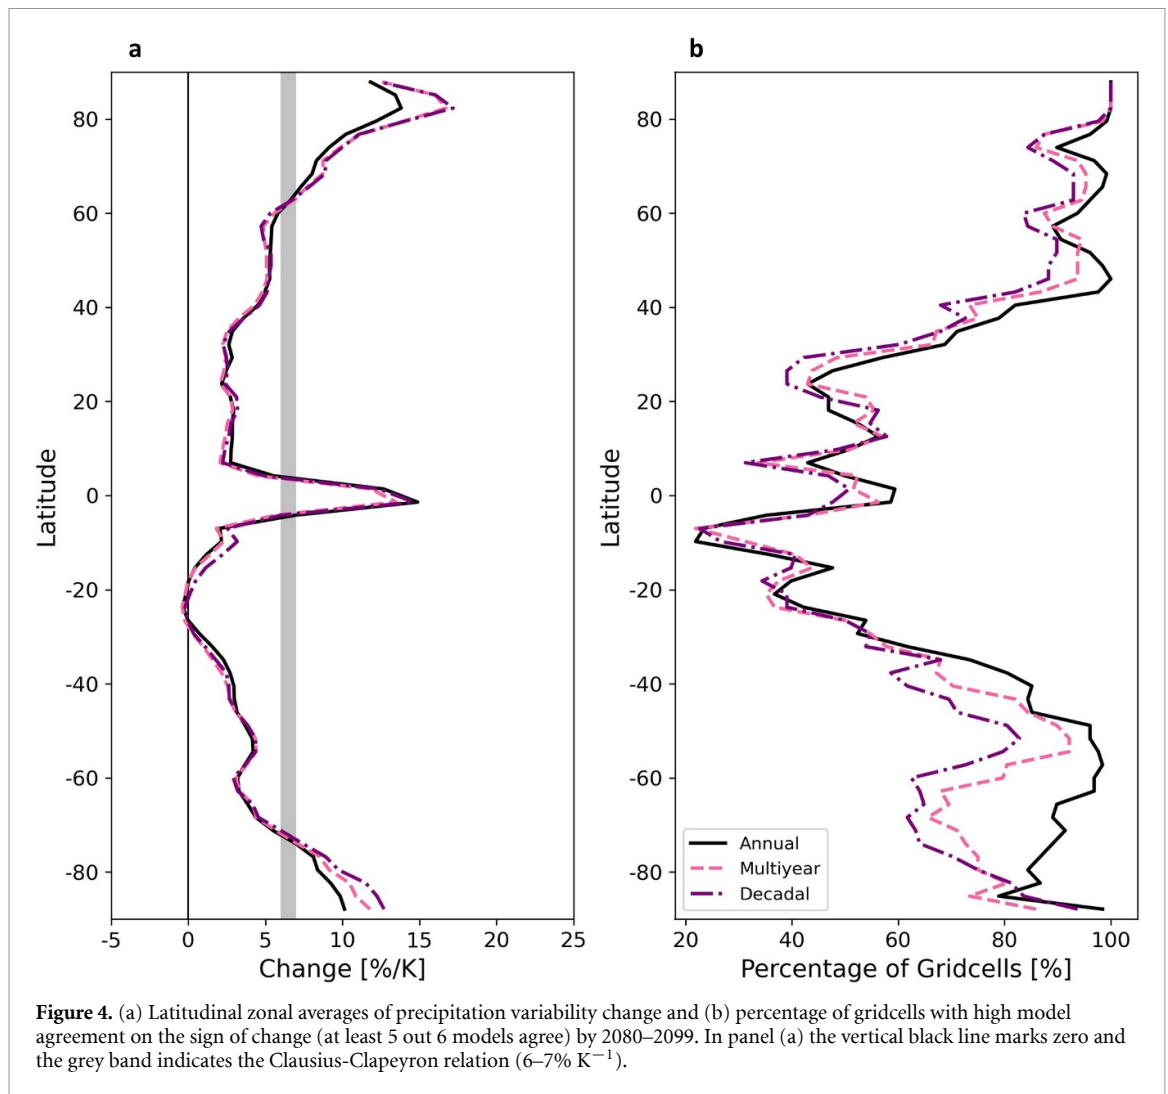 a
b
80
60
40
20
0
-20
-40
-60
-80
Latitude
-5
0
5
10
15
20
25
Change [%/K]
80
60
40
20
0
-20
-40
-60
-80
Latitude
Annual
Multiyear
Decadal
20
40
60
80
100
Percentage of Gridcells [%]
Figure 4. (a) Latitudinal zonal averages of precipitation variability change and (b) percentage of gridcells with high model
agreement on the sign of change (at least 5 out 6 models agree) by 2080–2099. In panel (a) the vertical black line marks zero and
the grey band indicates the Clausius-Clapeyron relation (6–7% K⁻¹).